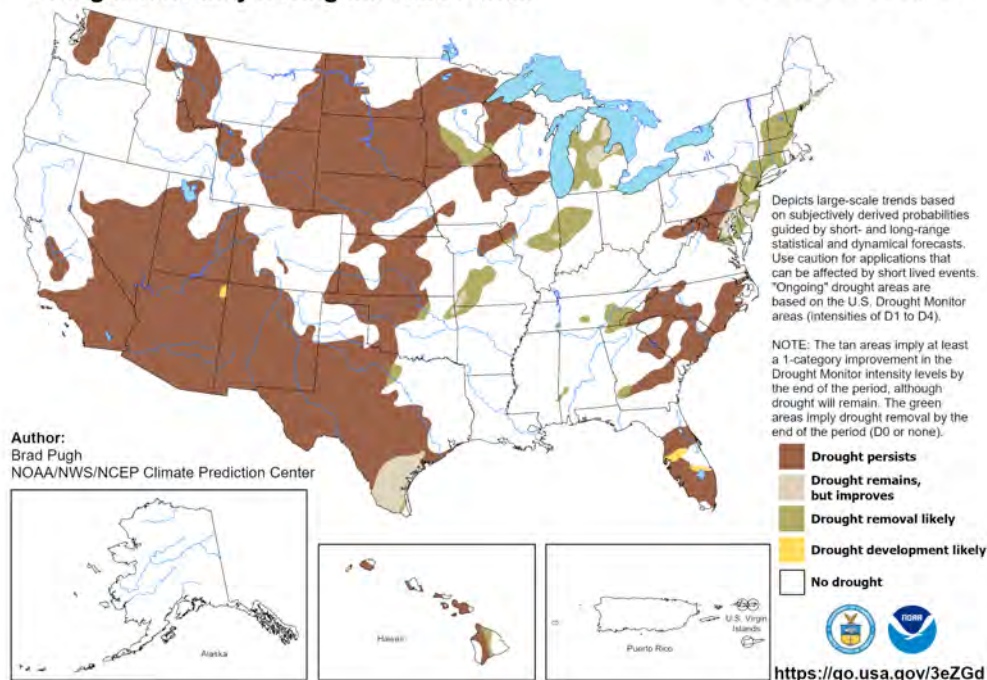 Depicts large-scale trends based
on subjectively derived probabilities
guided by short- and long-range
statistical and dynamical forecasts.
Use caution for applications that
can be affected by short lived events.
"Ongoing" drought areas are
based on the U.S. Drought Monitor
areas (intensities of D1 to D4).
NOTE: The tan areas imply at least
a 1-category improvement in the
Drought Monitor intensity levels by
the end of the period, although
drought will remain. The green
areas imply drought removal by the
end of the period (D0 or none).
Author:
Brad Pugh
NOAA/NWS/NCEP Climate Prediction Center
Drought persists
Drought remains,
but improves
Drought removal likely
Drought development likely
No drought
Alaska
Hawaii
Puerto Rico
U.S. Virgin
Islands
NOAA
https://go.usa.gov/3eZGd